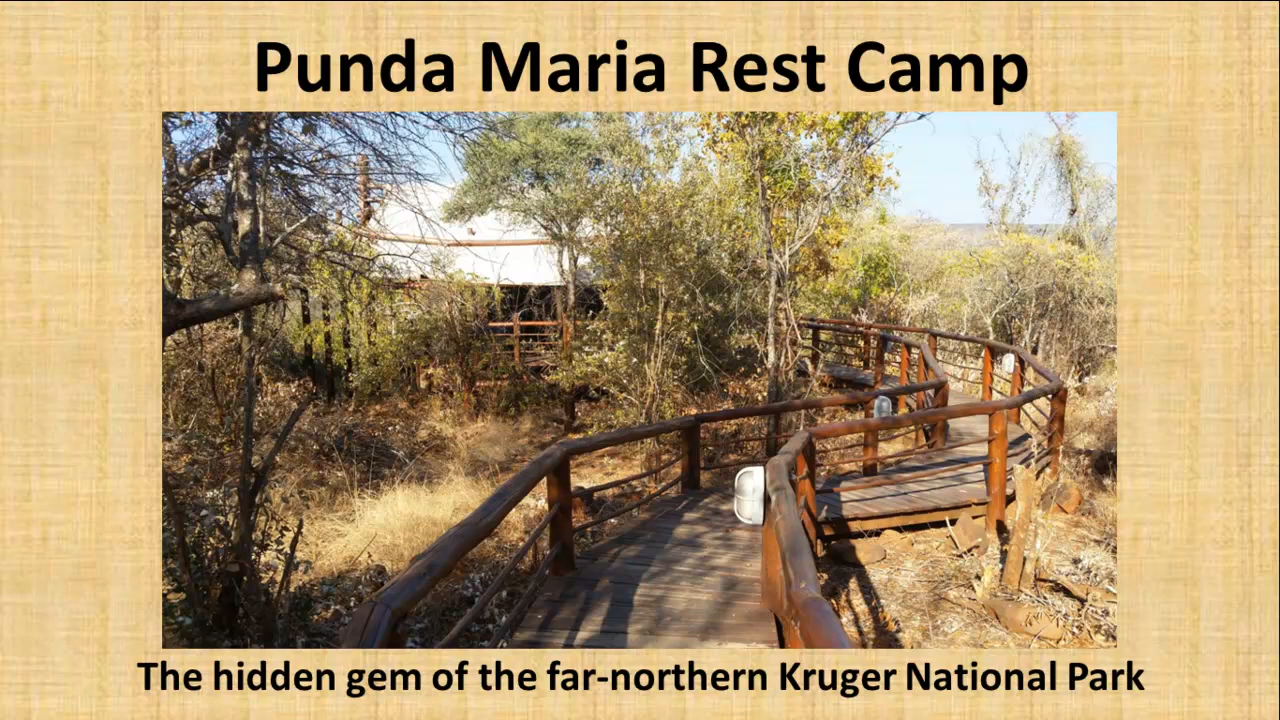 Punda Maria Rest Camp
The hidden gem of the far-northern Kruger National Park